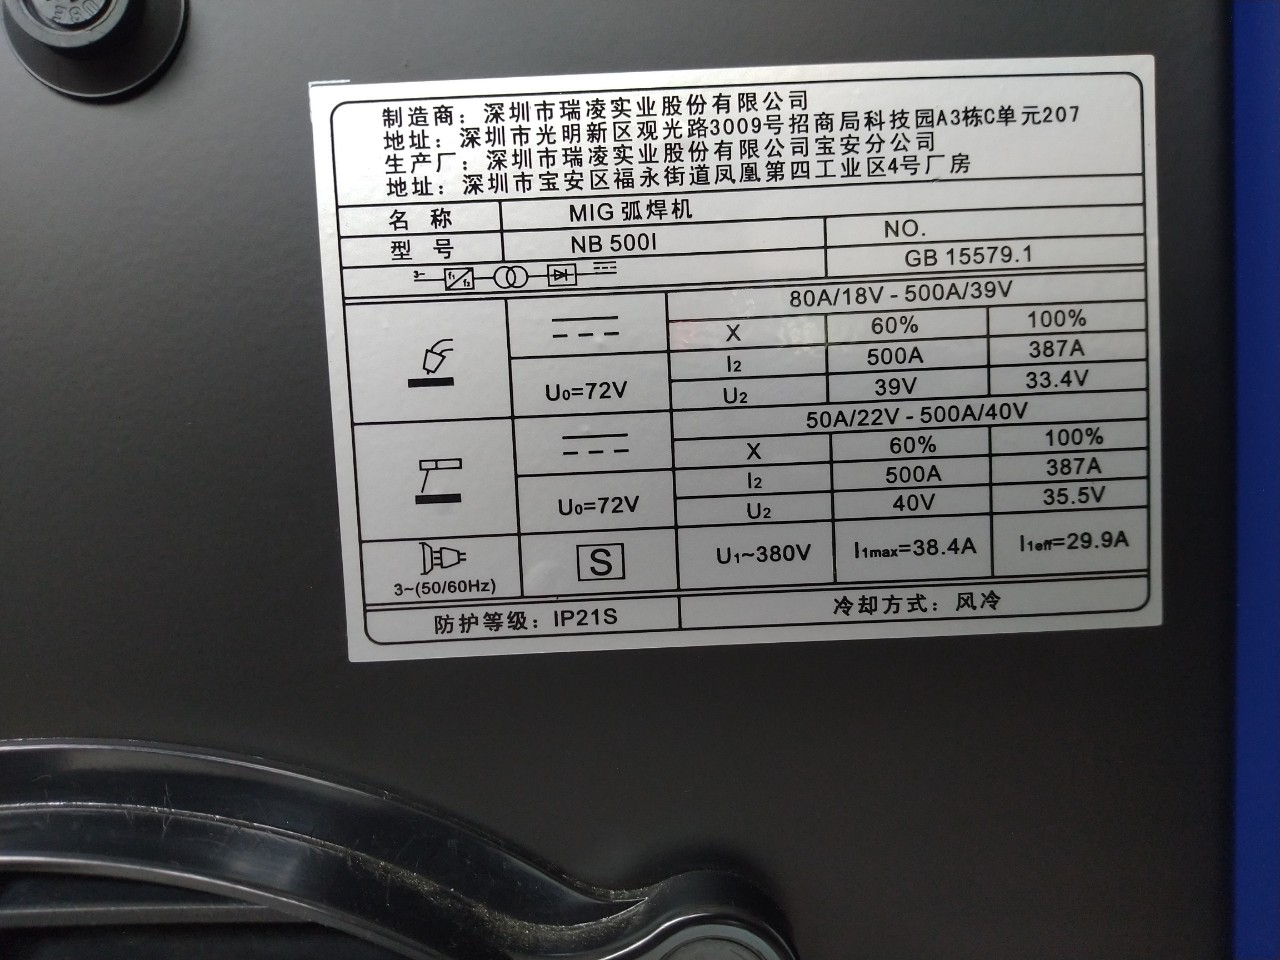 制造商：深圳市瑞凌实业股份有限公司
地址：深圳市光明新区观光路3009号招商局科技园A3栋C单元207
生产厂：深圳市瑞凌实业股份有限公司宝安分公司
地址：深圳市宝安区福永街道凤凰第四工业区4号厂房
名 称 MIG 弧焊机
型 号 NB 500I NO.
3~ f1 f2 GB 15579.1
80A/18V - 500A/39V
X 60% 100%
I2 500A 387A
U0=72V U2 39V 33.4V
50A/22V - 500A/40V
X 60% 100%
I2 500A 387A
U0=72V U2 40V 35.5V
3~(50/60Hz) S U1~380V I1max=38.4A I1eff=29.9A
防护等级：IP21S 冷却方式：风冷